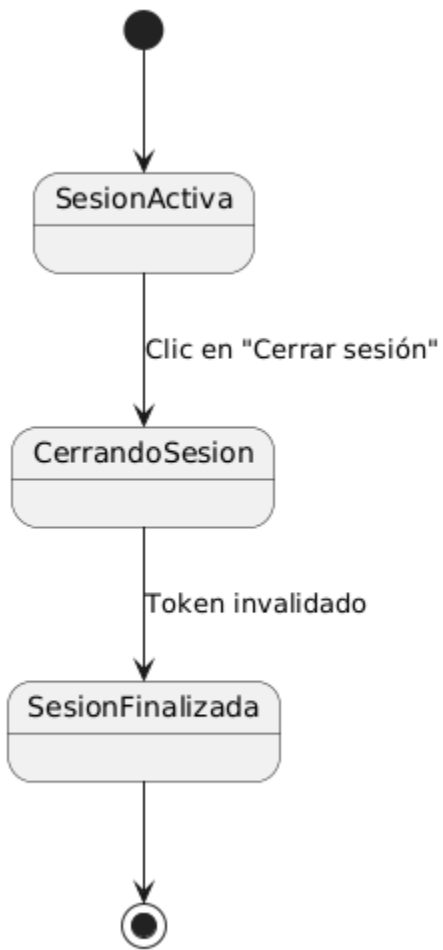 SesionActiva
Clic en "Cerrar sesión"
CerrandoSesion
Token invalidado
SesionFinalizada